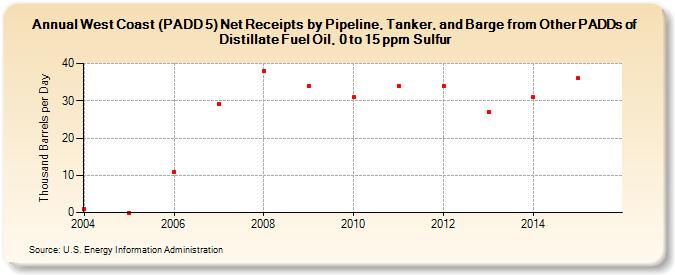 Annual West Coast (PADD 5) Net Receipts by Pipeline, Tanker, and Barge from Other PADDs of
Distillate Fuel Oil, 0 to 15 ppm Sulfur
Thousand Barrels per Day
40
30
20
10
0
2004 2006 2008 2010 2012 2014
Source: U.S. Energy Information Administration